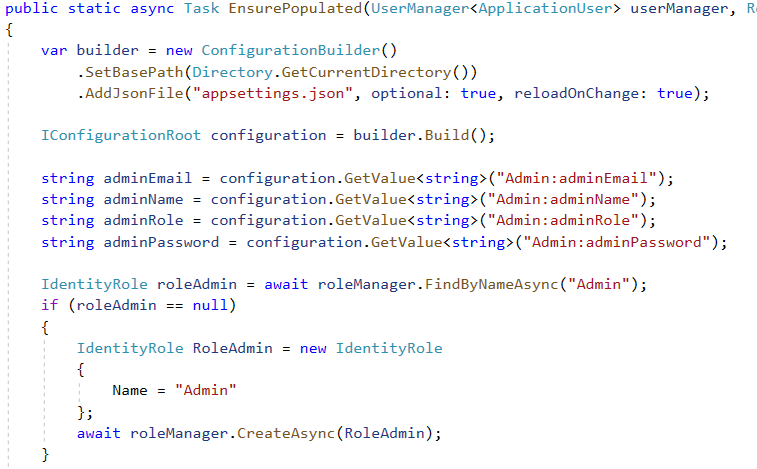 public static async Task EnsurePopulated(UserManager<ApplicationUser> userManager,
{
var builder = new ConfigurationBuilder()
.SetBasePath(Directory.GetCurrentDirectory())
.AddJsonFile("appsettings.json", optional: true, reloadOnChange: true);
IConfigurationRoot configuration = builder.Build();
string adminEmail = configuration.GetValue<string>("Admin:adminEmail");
string adminName = configuration.GetValue<string>("Admin:adminName");
string adminRole = configuration.GetValue<string>("Admin:adminRole");
string adminPassword = configuration.GetValue<string>("Admin:adminPassword");
IdentityRole roleAdmin = await roleManager.FindByNameAsync("Admin");
if (roleAdmin == null)
{
IdentityRole RoleAdmin = new IdentityRole
{
Name = "Admin"
};
await roleManager.CreateAsync(RoleAdmin);
}